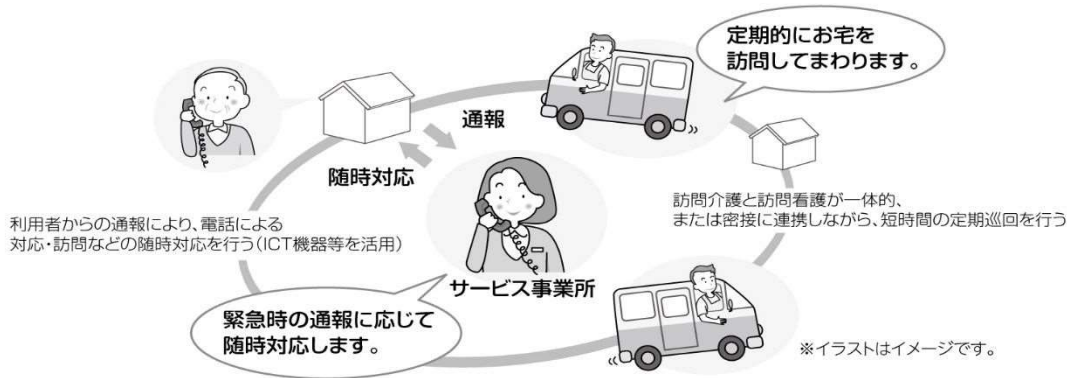 定期的にお宅を
訪問してまわります。
通報
随時対応
利用者からの通報により、電話による
対応・訪問などの随時対応を行う(ICT機器等を活用)
訪問介護と訪問看護が一体的、
または密接に連携しながら、短時間の定期巡回を行う
サービス事業所
緊急時の通報に応じて
随時対応します。
※イラストはイメージです。